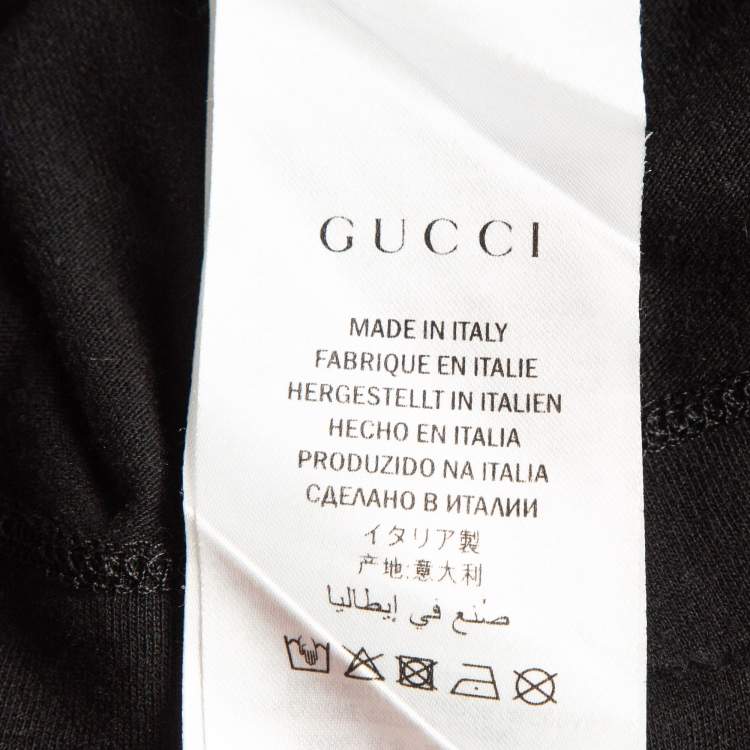 GUCCI
MADE IN ITALY
FABRIQUE EN ITALIE
HERGESTELLT IN ITALIEN
HECHO EN ITALIA
PRODUZIDO NA ITALIA
СДЕЛАНО В ИТАЛИИ
イタリア製
产地:意大利
صنع في إيطاليا